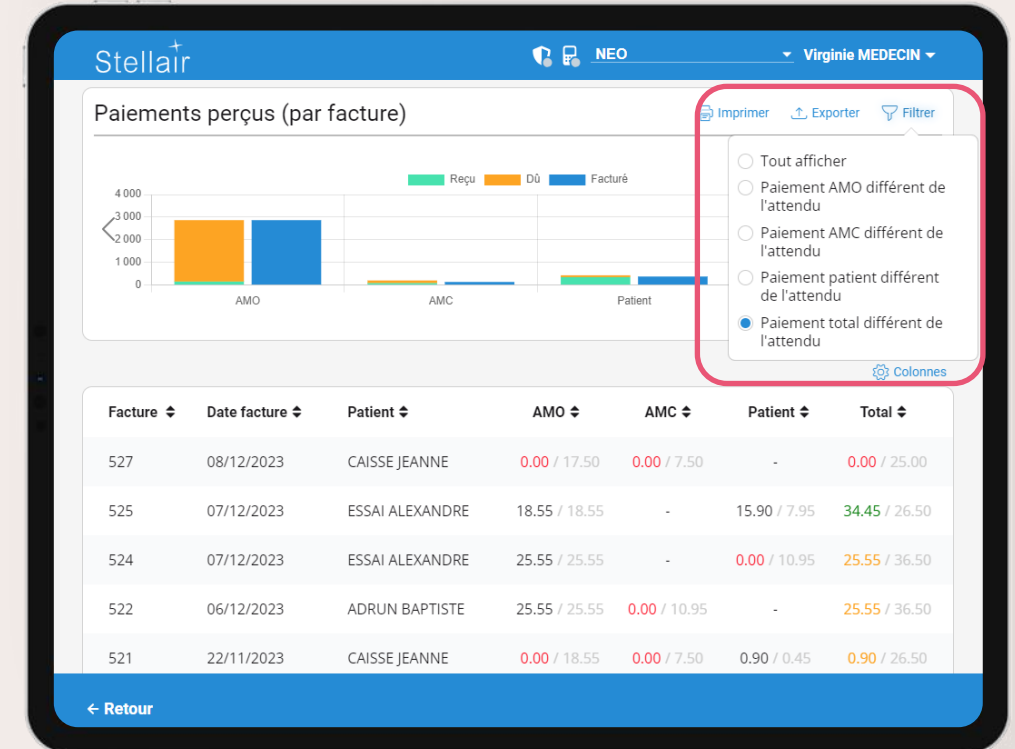 Stellair
NEO
Virginie MEDECIN
Paiements perçus (par facture)
Imprimer
Exporter
Filtrer
Tout afficher
Paiement AMO différent de
l'attendu
Paiement AMC différent de
l'attendu
Paiement patient différent
de l'attendu
Paiement total différent de
l'attendu
Reçu Dû Facturé
4 000
3 000
2 000
1 000
0
AMO AMC Patient
Colonnes
Facture Date facture Patient AMO AMC Patient Total
527 08/12/2023 CAISSE JEANNE 0.00 / 17.50 0.00 / 7.50 - 0.00 / 25.00
525 07/12/2023 ESSAI ALEXANDRE 18.55 / 18.55 - 15.90 / 7.95 34.45 / 26.50
524 07/12/2023 ESSAI ALEXANDRE 25.55 / 25.55 - 0.00 / 10.95 25.55 / 36.50
522 06/12/2023 ADRUN BAPTISTE 25.55 / 25.55 0.00 / 10.95 - 25.55 / 36.50
521 22/11/2023 CAISSE JEANNE 0.00 / 18.55 0.00 / 7.50 0.90 / 0.45 0.90 / 26.50
← Retour